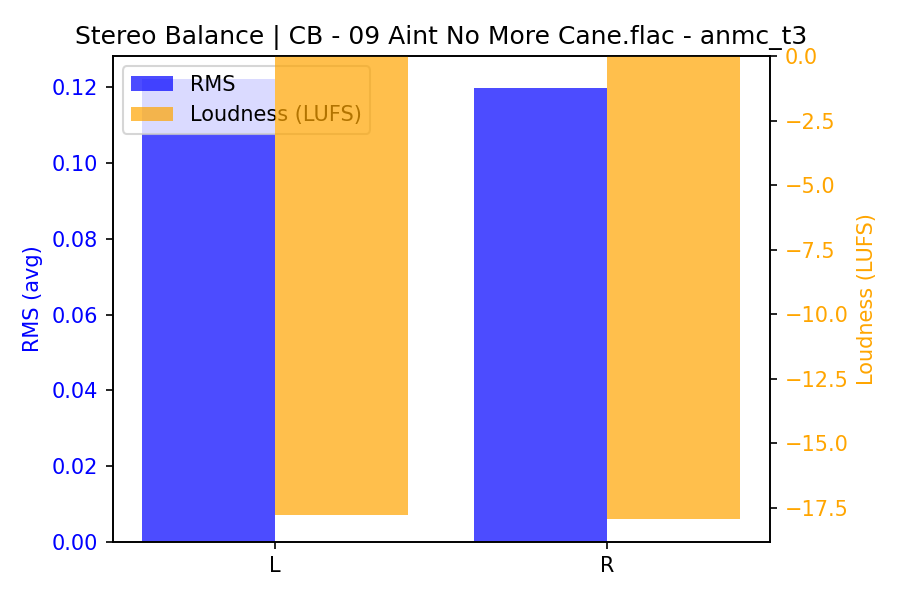 Stereo Balance | CB - 09 Aint No More Cane.flac - anmc_t3
RMS
Loudness (LUFS)
RMS (avg)
0.12
0.10
0.08
0.06
0.04
0.02
0.00
0.0
−2.5
−5.0
−7.5
−10.0
−12.5
−15.0
−17.5
Loudness (LUFS)
L
R